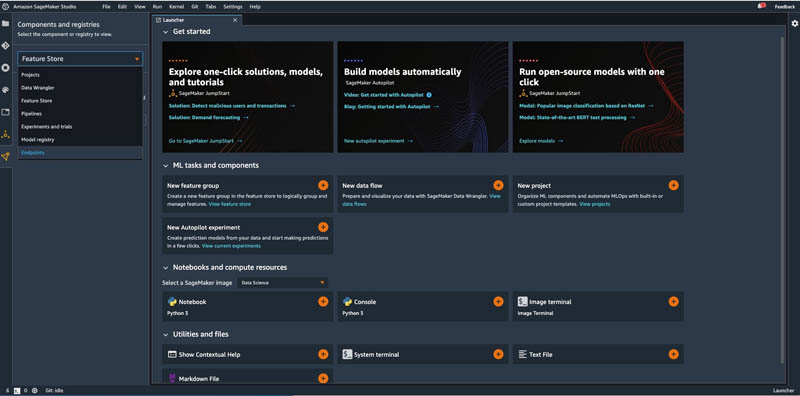 Amazon SageMaker Studio File Edit View Run Kernel Git Tabs Settings Help Feedback
Components and registries
Select the component or registry to view.
Feature Store
Projects
Data Wrangler
Feature Store
Pipelines
Experiments and trials
Model registry
Endpoints
Launcher
Get started
Explore one-click solutions, models,
and tutorials
SageMaker JumpStart
Solution: Detect malicious users and transactions →
Solution: Demand forecasting →
Go to SageMaker JumpStart →
Build models automatically
SageMaker Autopilot
Video: Get started with Autopilot
Blog: Getting started with Autopilot →
New autopilot experiment →
Run open-source models with one
click
SageMaker JumpStart
Model: Popular image classification based on ResNet →
Model: State-of-the-art BERT text processing →
Explore models →
ML tasks and components
New feature group
Create a new feature group in the feature store to logically group and
manage features. View feature store
New data flow
Prepare and visualize your data with SageMaker Data Wrangler. View
data flows
New project
Organize ML components and automate MLOps with built-in or
custom project templates. View projects
New Autopilot experiment
Create prediction models from your data and start making predictions
in a few clicks. View current experiments
Notebooks and compute resources
Select a SageMaker image Data Science
Notebook
Python 3
Console
Python 3
Image terminal
Image Terminal
Utilities and files
Show Contextual Help
System terminal
Text File
Markdown File
6 0 Git: idle Launcher